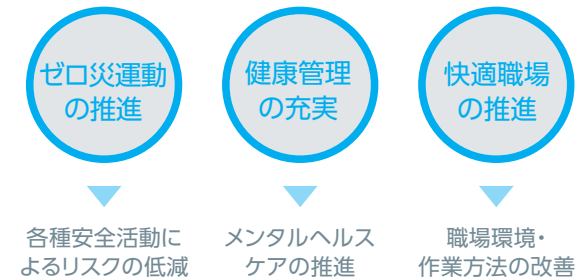 ゼロ災運動
の推進
健康管理
の充実
快適職場
の推進
各種安全活動に
よるリスクの低減
メンタルヘルス
ケアの推進
職場環境・
作業方法の改善